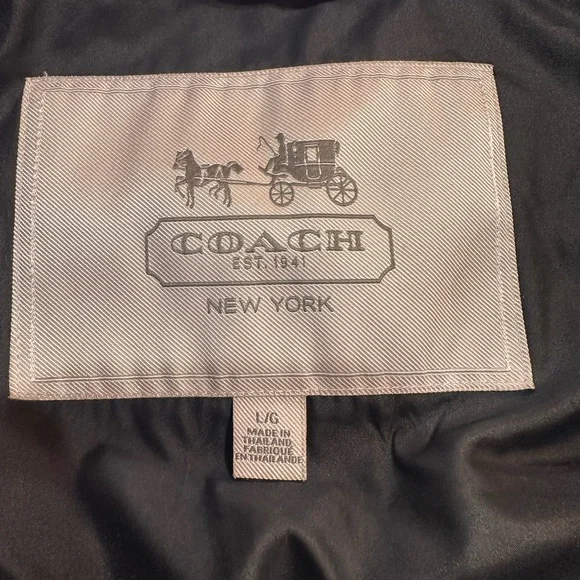 COACH
EST. 1941
NEW YORK
L/G
MADE IN
THAILAND
FABRIQUÉ
EN THAILANDE